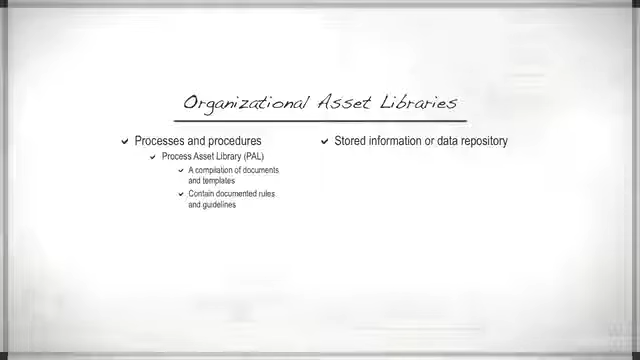 Organizational Asset Libraries
Processes and procedures
Process Asset Library (PAL)
A compilation of documents
and templates
Contain documented rules
and guidelines
Stored information or data repository